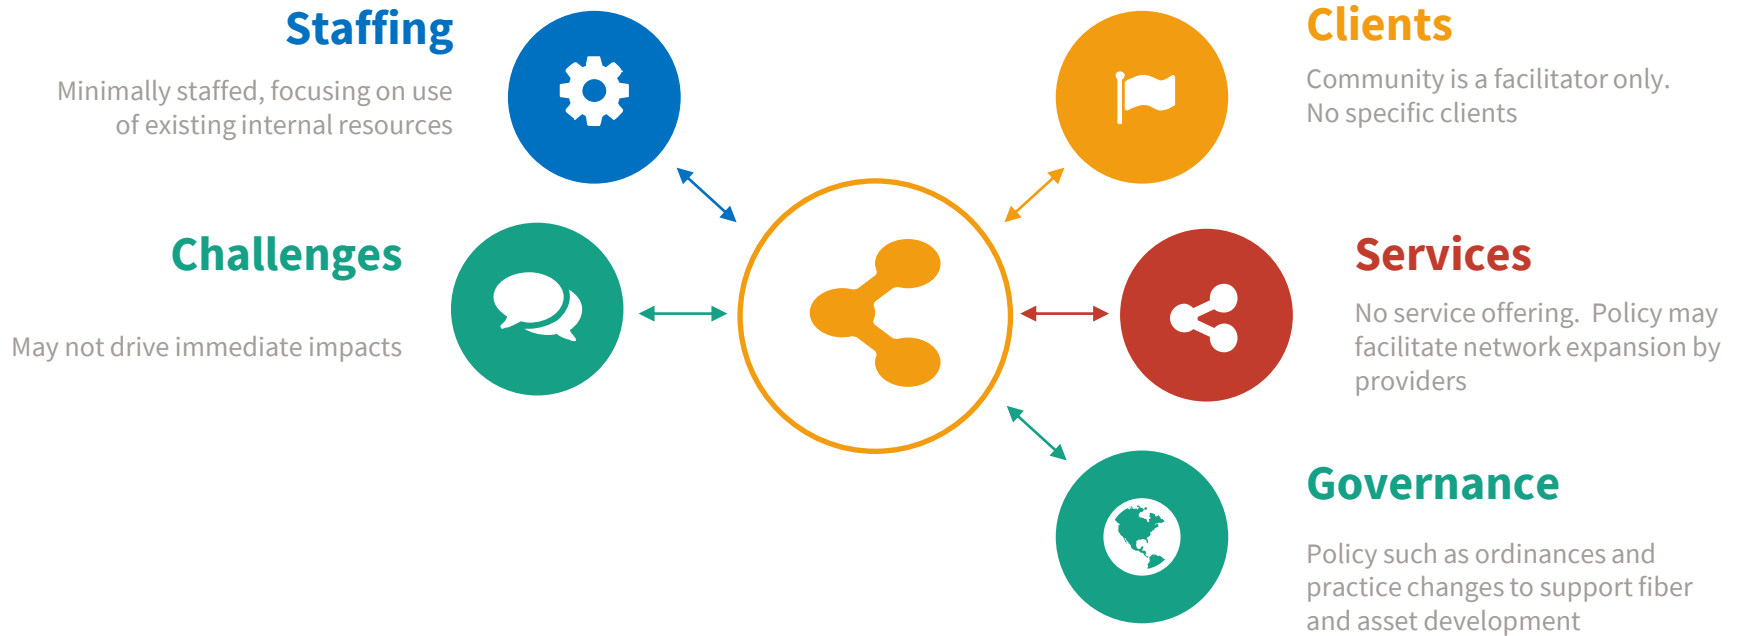 Staffing
Minimally staffed, focusing on use
of existing internal resources
Challenges
May not drive immediate impacts
Clients
Community is a facilitator only.
No specific clients
Services
No service offering.  Policy may
facilitate network expansion by
providers
Governance
Policy such as ordinances and
practice changes to support fiber
and asset development